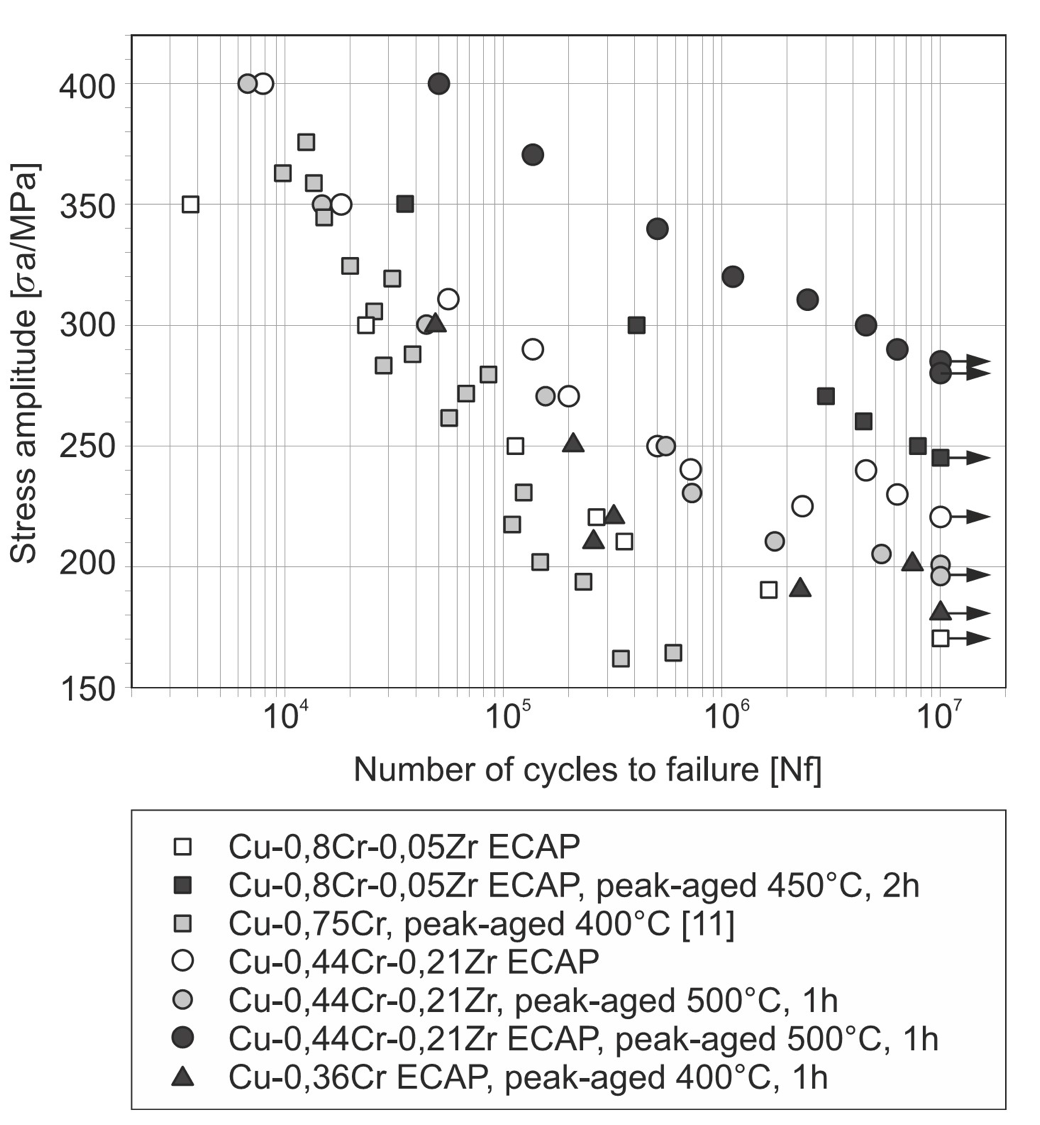 Stress amplitude [σa/MPa]
400
350
300
250
200
150
10⁴ 10⁵ 10⁶ 10⁷
Number of cycles to failure [Nf]
Cu-0,8Cr-0,05Zr ECAP
Cu-0,8Cr-0,05Zr ECAP, peak-aged 450°C, 2h
Cu-0,75Cr, peak-aged 400°C [11]
Cu-0,44Cr-0,21Zr ECAP
Cu-0,44Cr-0,21Zr, peak-aged 500°C, 1h
Cu-0,44Cr-0,21Zr ECAP, peak-aged 500°C, 1h
Cu-0,36Cr ECAP, peak-aged 400°C, 1h